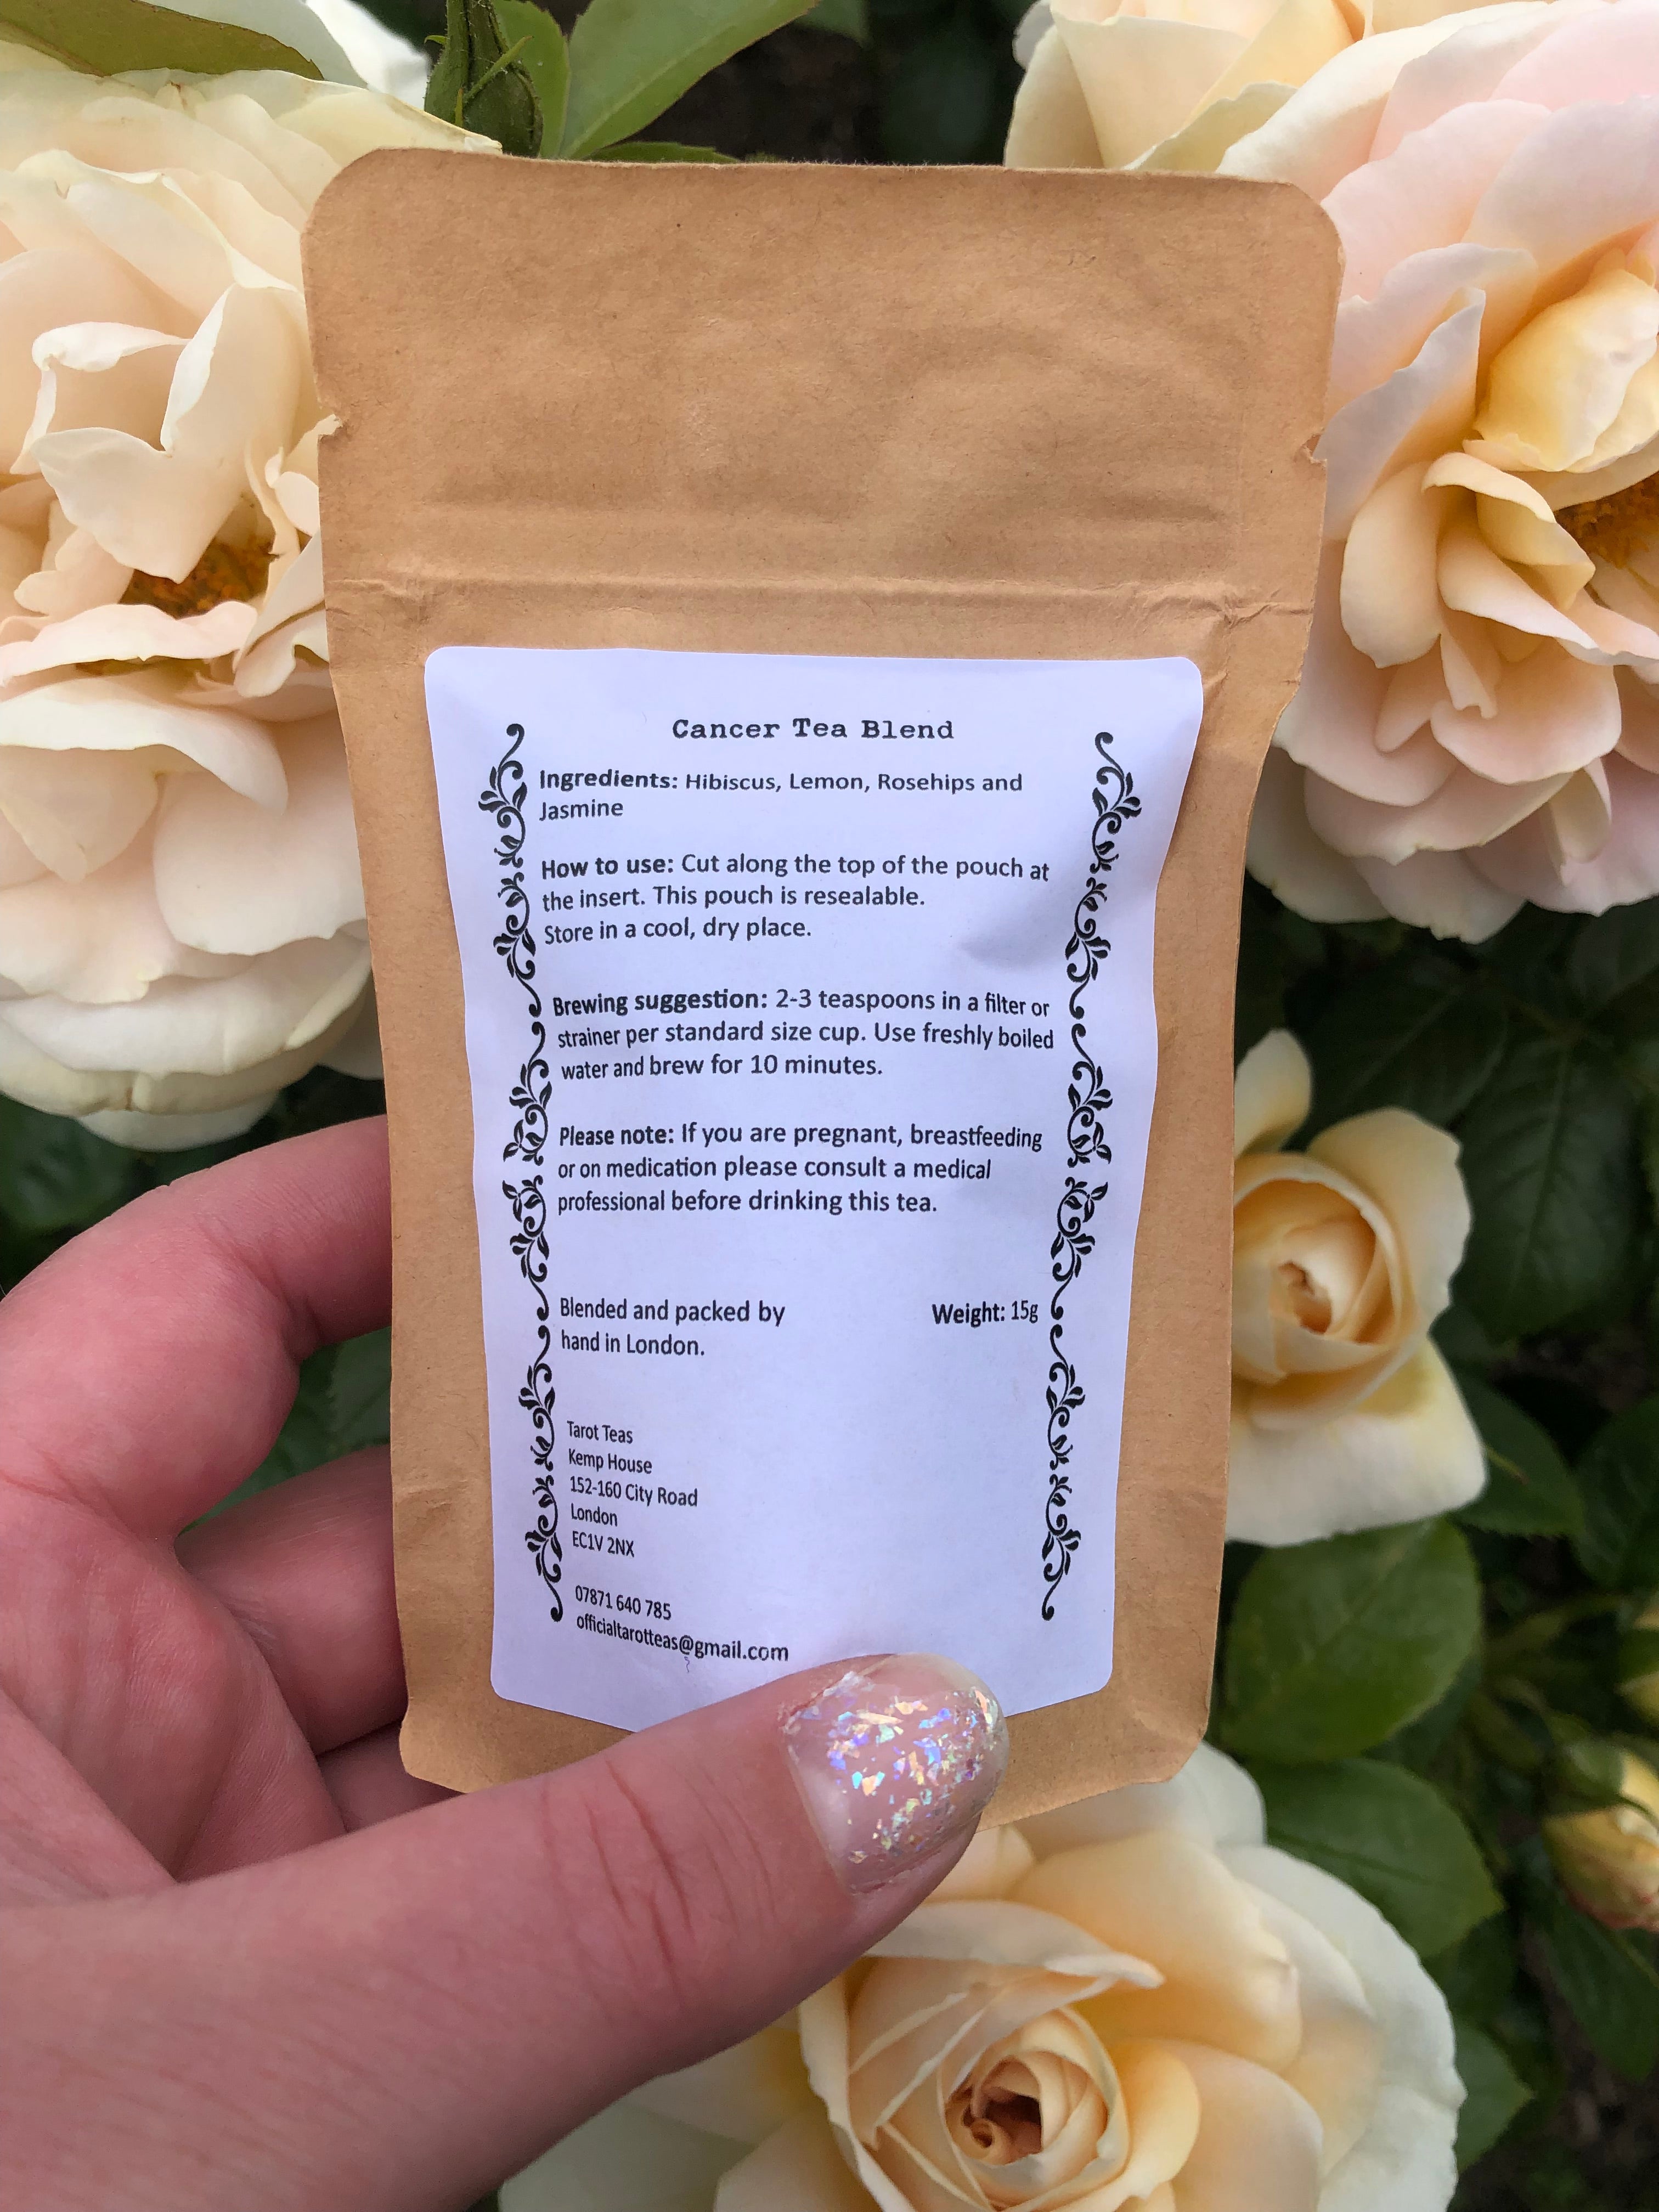 Cancer Tea Blend
Ingredients: Hibiscus, Lemon, Rosehips and
Jasmine
How to use: Cut along the top of the pouch at
the insert. This pouch is resealable.
Store in a cool, dry place.
Brewing suggestion: 2-3 teaspoons in a filter or
strainer per standard size cup. Use freshly boiled
water and brew for 10 minutes.
Please note: If you are pregnant, breastfeeding
or on medication please consult a medical
professional before drinking this tea.
Blended and packed by
hand in London.
Weight: 15g
Tarot Teas
Kemp House
152-160 City Road
London
EC1V 2NX
07871 640 785
officialtarotteas@gmail.com